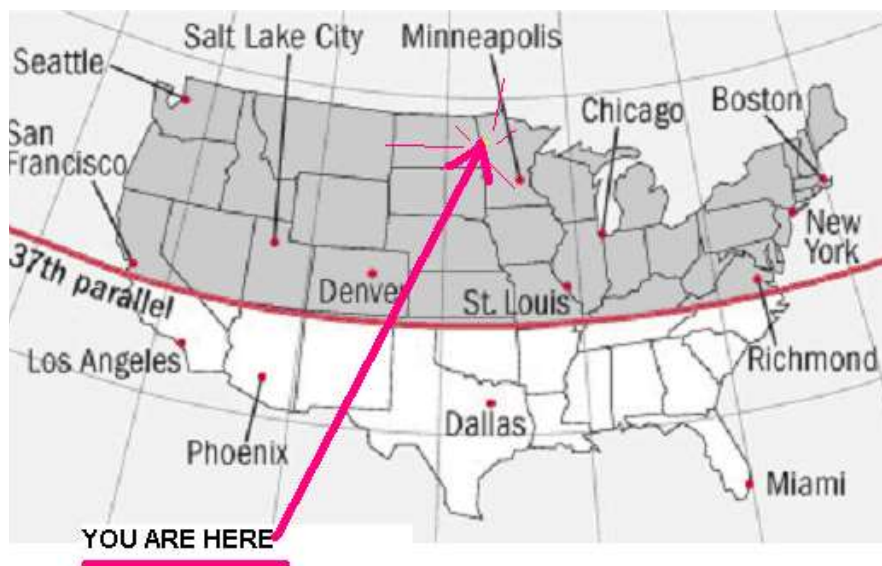 Salt Lake City
Minneapolis
Seattle
Chicago
Boston
San
Francisco
New
York
37th parallel
Denver
St. Louis
Los Angeles
Richmond
Dallas
Phoenix
Miami
YOU ARE HERE